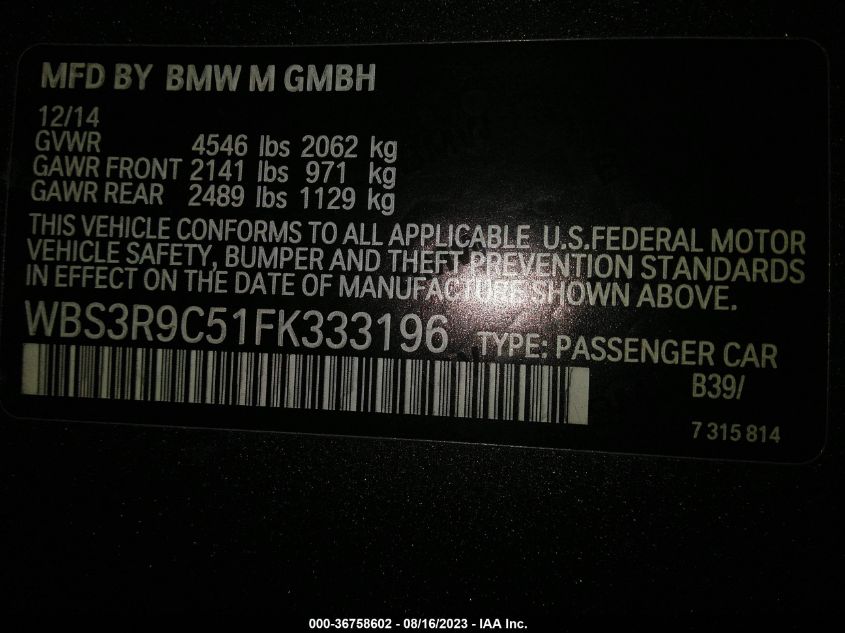 MFD BY BMW M GMBH
12/14
GVWR 4546 lbs 2062 kg
GAWR FRONT 2141 lbs 971 kg
GAWR REAR 2489 lbs 1129 kg
THIS VEHICLE CONFORMS TO ALL APPLICABLE U.S.FEDERAL MOTOR
VEHICLE SAFETY, BUMPER AND THEFT PREVENTION STANDARDS
IN EFFECT ON THE DATE OF MANUFACTURE SHOWN ABOVE.
WBS3R9C51FK333196 TYPE: PASSENGER CAR
B39/
7 315 814
000-36758602 - 08/16/2023 - IAA Inc.